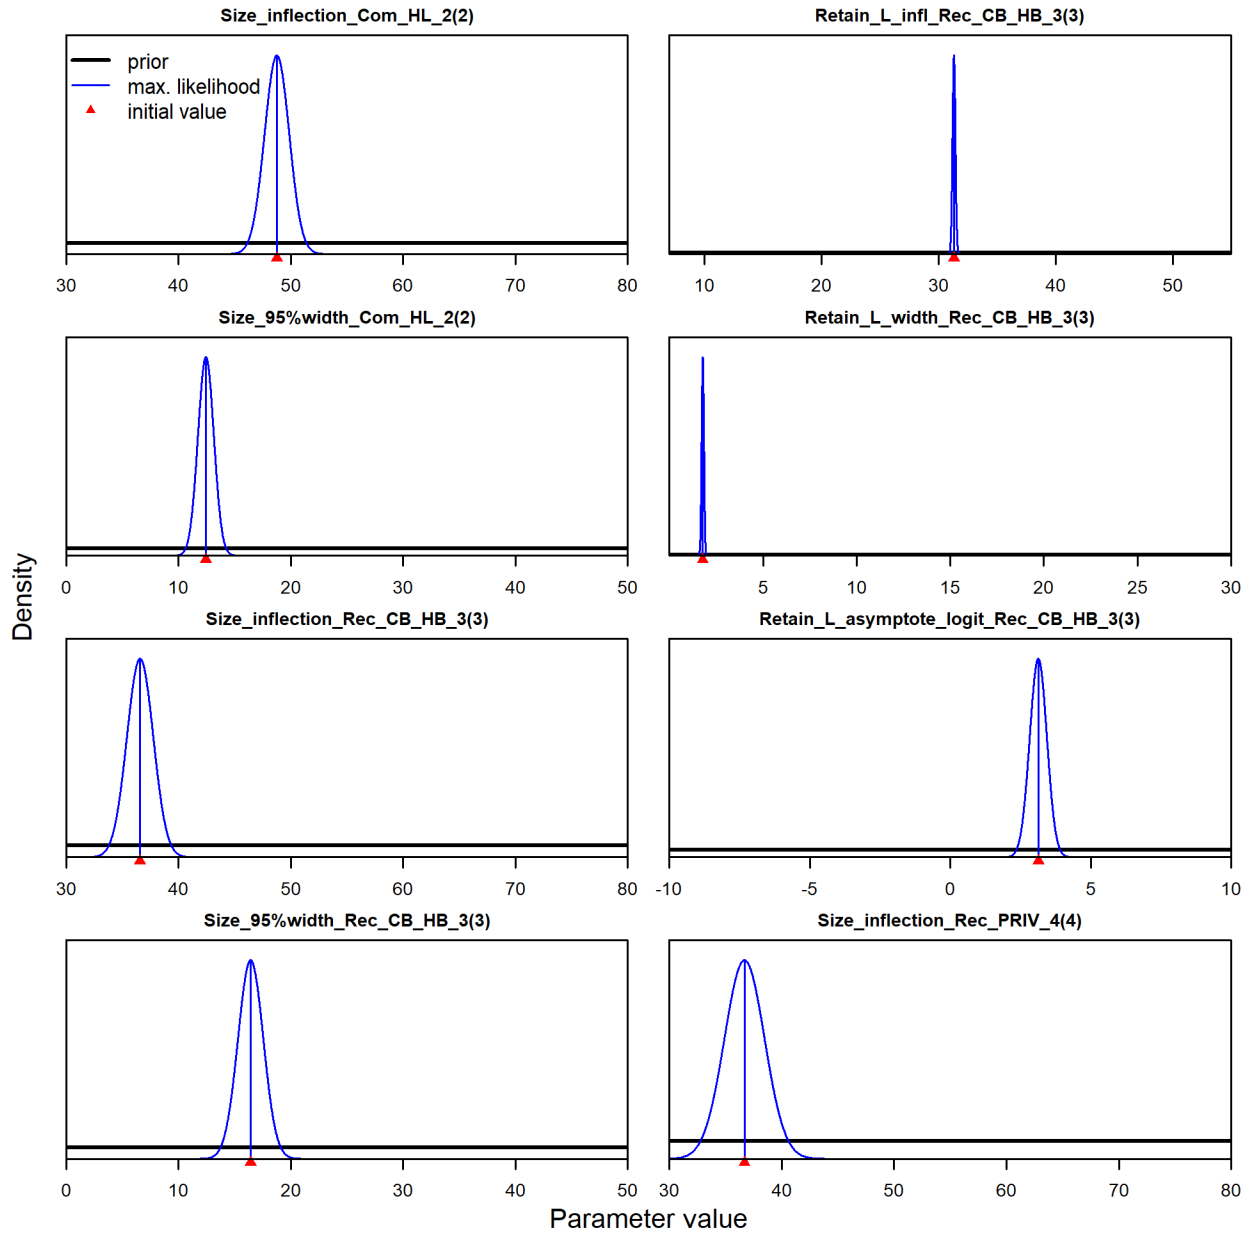 Size_inflection_Com_HL_2(2)
prior
max. likelihood
initial value
30 40 50 60 70 80
Retain_L_infl_Rec_CB_HB_3(3)
10 20 30 40 50
Size_95%width_Com_HL_2(2)
0 10 20 30 40 50
Retain_L_width_Rec_CB_HB_3(3)
5 10 15 20 25 30
Size_inflection_Rec_CB_HB_3(3)
30 40 50 60 70 80
Retain_L_asymptote_logit_Rec_CB_HB_3(3)
-10 -5 0 5 10
Size_95%width_Rec_CB_HB_3(3)
0 10 20 30 40 50
Size_inflection_Rec_PRIV_4(4)
30 40 50 60 70 80
Density
Parameter value